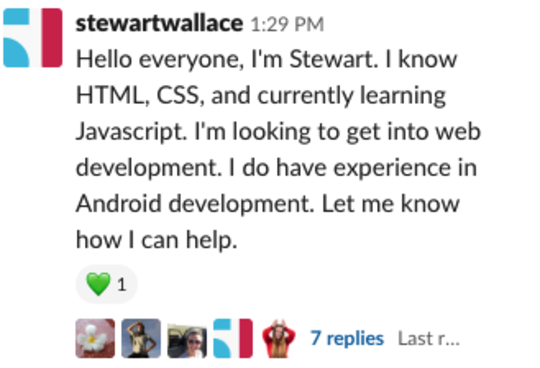 stewartwallace 1:29 PM
Hello everyone, I'm Stewart. I know
HTML, CSS, and currently learning
Javascript. I'm looking to get into web
development. I do have experience in
Android development. Let me know
how I can help.
1
7 replies Last r...